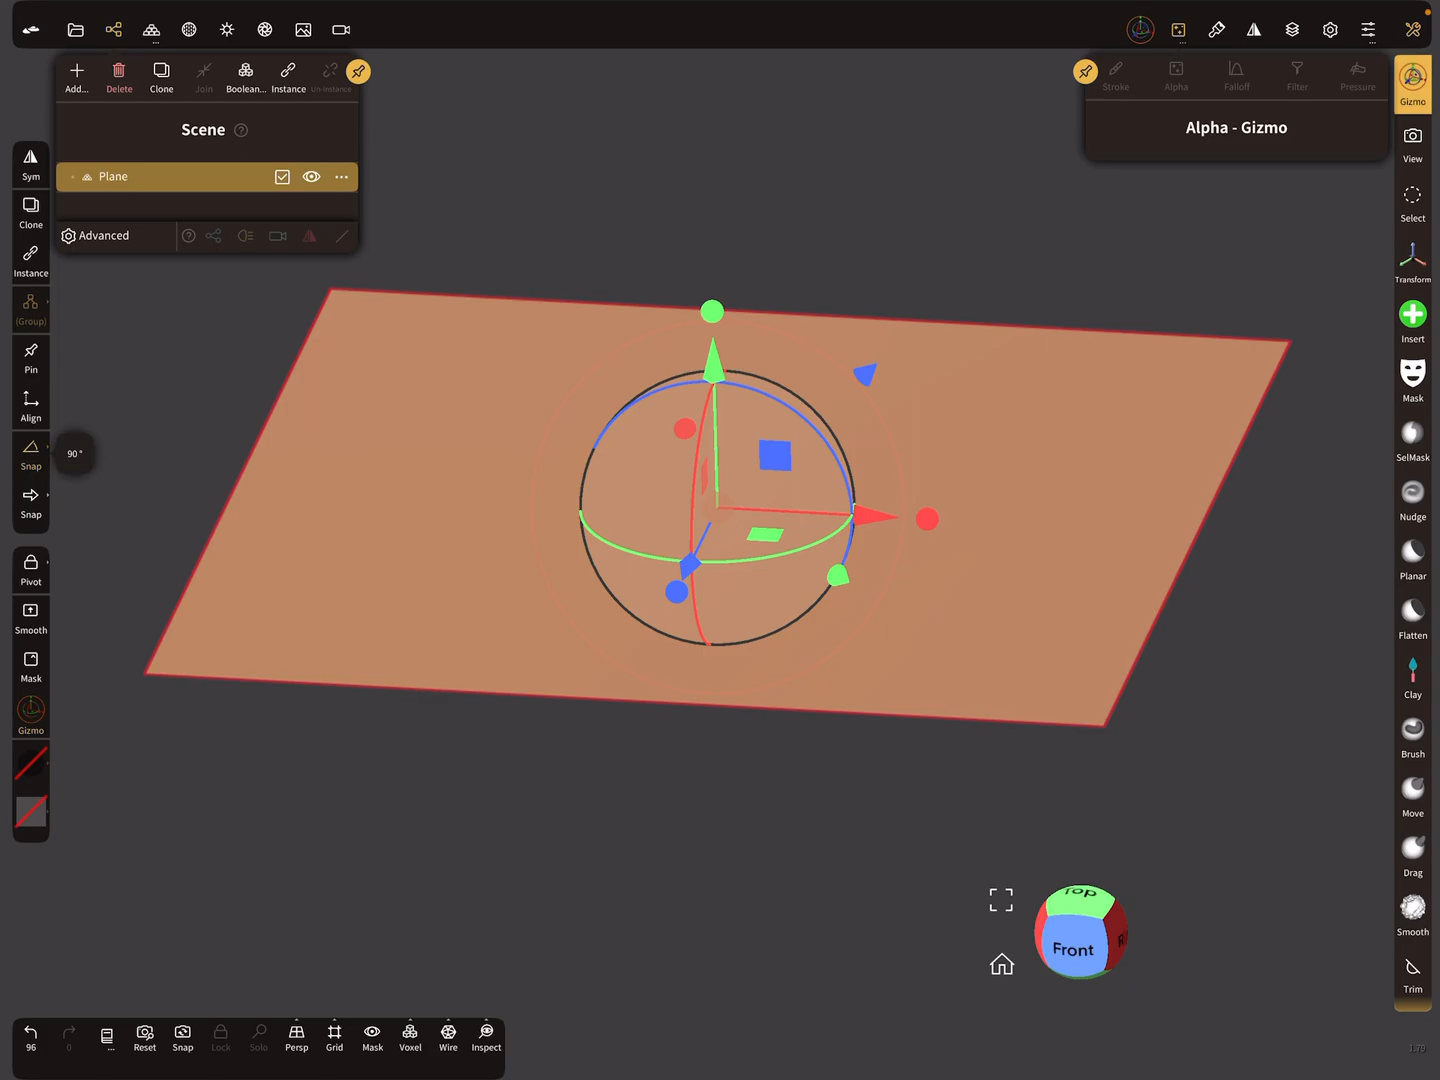 Add...
Delete
Clone
Join
Boolean...
Instance
Un-instance
Scene
Plane
Advanced
Stroke
Alpha
Falloff
Filter
Pressure
Alpha - Gizmo
Sym
Clone
Instance
(Group)
Pin
Align
Snap
90°
Snap
Pivot
Smooth
Mask
Gizmo
Gizmo
View
Select
Transform
Insert
Mask
SelMask
Nudge
Planar
Flatten
Clay
Brush
Move
Drag
Smooth
Trim
Top
Front
R
96
0
...
Reset
Snap
Lock
Solo
Persp
Grid
Mask
Voxel
Wire
Inspect